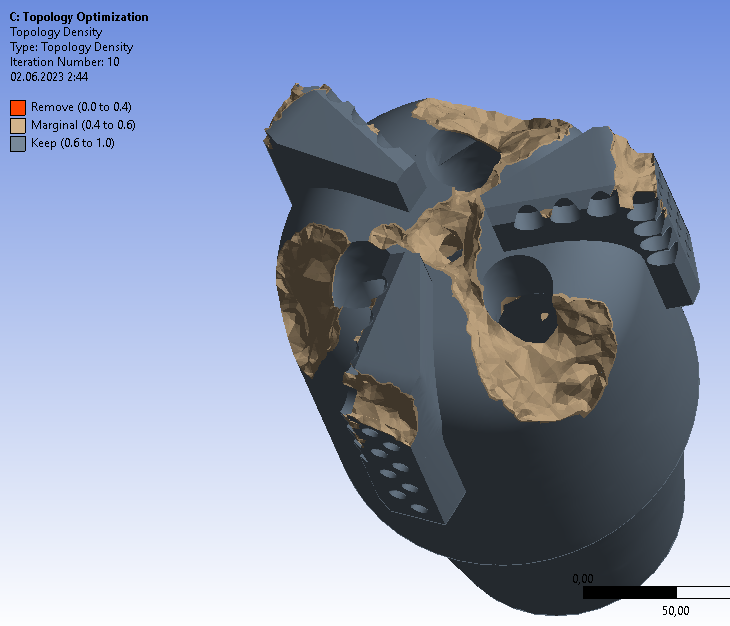 C: Topology Optimization
Topology Density
Type: Topology Density
Iteration Number: 10
02.06.2023 2:44
Remove (0.0 to 0.4)
Marginal (0.4 to 0.6)
Keep (0.6 to 1.0)
0,00
50,00